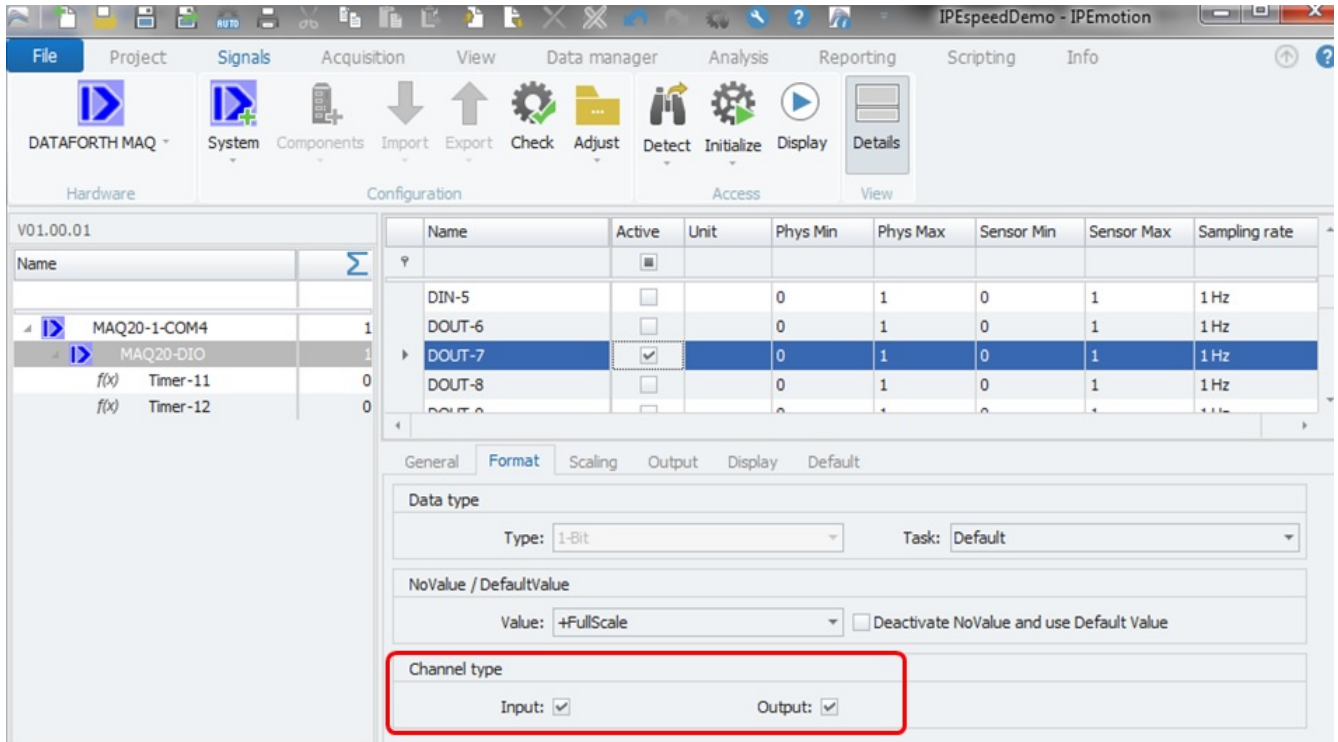 AUTO
IPEspeedDemo - IPEmotion
File Project Signals Acquisition View Data manager Analysis Reporting Scripting Info
DATAFORTH MAQ System Components Import Export Check Adjust Detect Initialize Display Details
Hardware Configuration Access View
V01.00.01
Name Σ
MAQ20-1-COM4 1
MAQ20-DIO 1
f(x) Timer-11 0
f(x) Timer-12 0
Name Active Unit Phys Min Phys Max Sensor Min Sensor Max Sampling rate
DIN-5 0 1 0 1 1 Hz
DOUT-6 0 1 0 1 1 Hz
DOUT-7 0 1 0 1 1 Hz
DOUT-8 0 1 0 1 1 Hz
General Format Scaling Output Display Default
Data type
Type: 1-Bit Task: Default
NoValue / DefaultValue
Value: +FullScale Deactivate NoValue and use Default Value
Channel type
Input: Output: